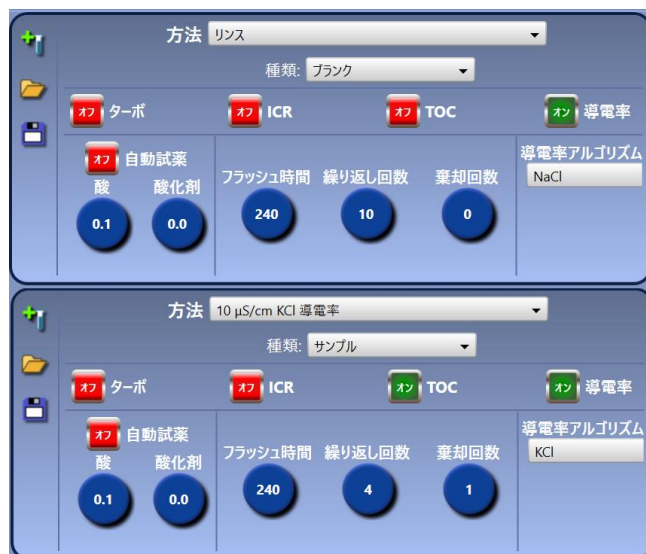 方法 リンス
種類: ブランク
オフ ターボ オフ ICR オフ TOC オン 導電率
オフ 自動試薬
酸 酸化剤 フラッシュ時間 繰り返し回数 棄却回数 導電率アルゴリズム
0.1 0.0 240 10 0 NaCl
方法 10 µS/cm KCl 導電率
種類: サンプル
オフ ターボ オフ ICR オン TOC オン 導電率
オフ 自動試薬
酸 酸化剤 フラッシュ時間 繰り返し回数 棄却回数 導電率アルゴリズム
0.1 0.0 240 4 1 KCl